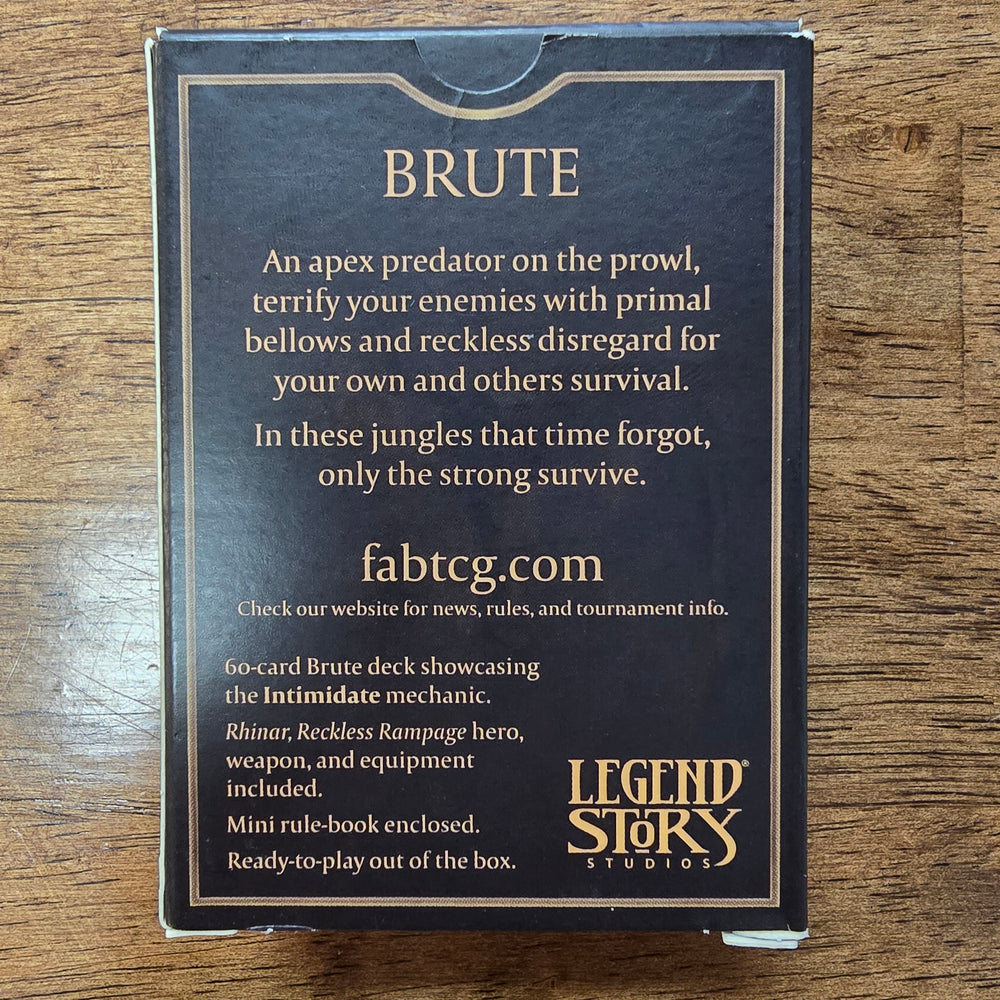 BRUTE
An apex predator on the prowl,
terrify your enemies with primal
bellows and reckless disregard for
your own and others survival.
In these jungles that time forgot,
only the strong survive.
fabtcg.com
Check our website for news, rules, and tournament info.
60-card Brute deck showcasing
the Intimidate mechanic.
Rhinar, Reckless Rampage hero,
weapon, and equipment
included.
Mini rule-book enclosed.
Ready-to-play out of the box.
LEGEND®
STORY
STUDIOS